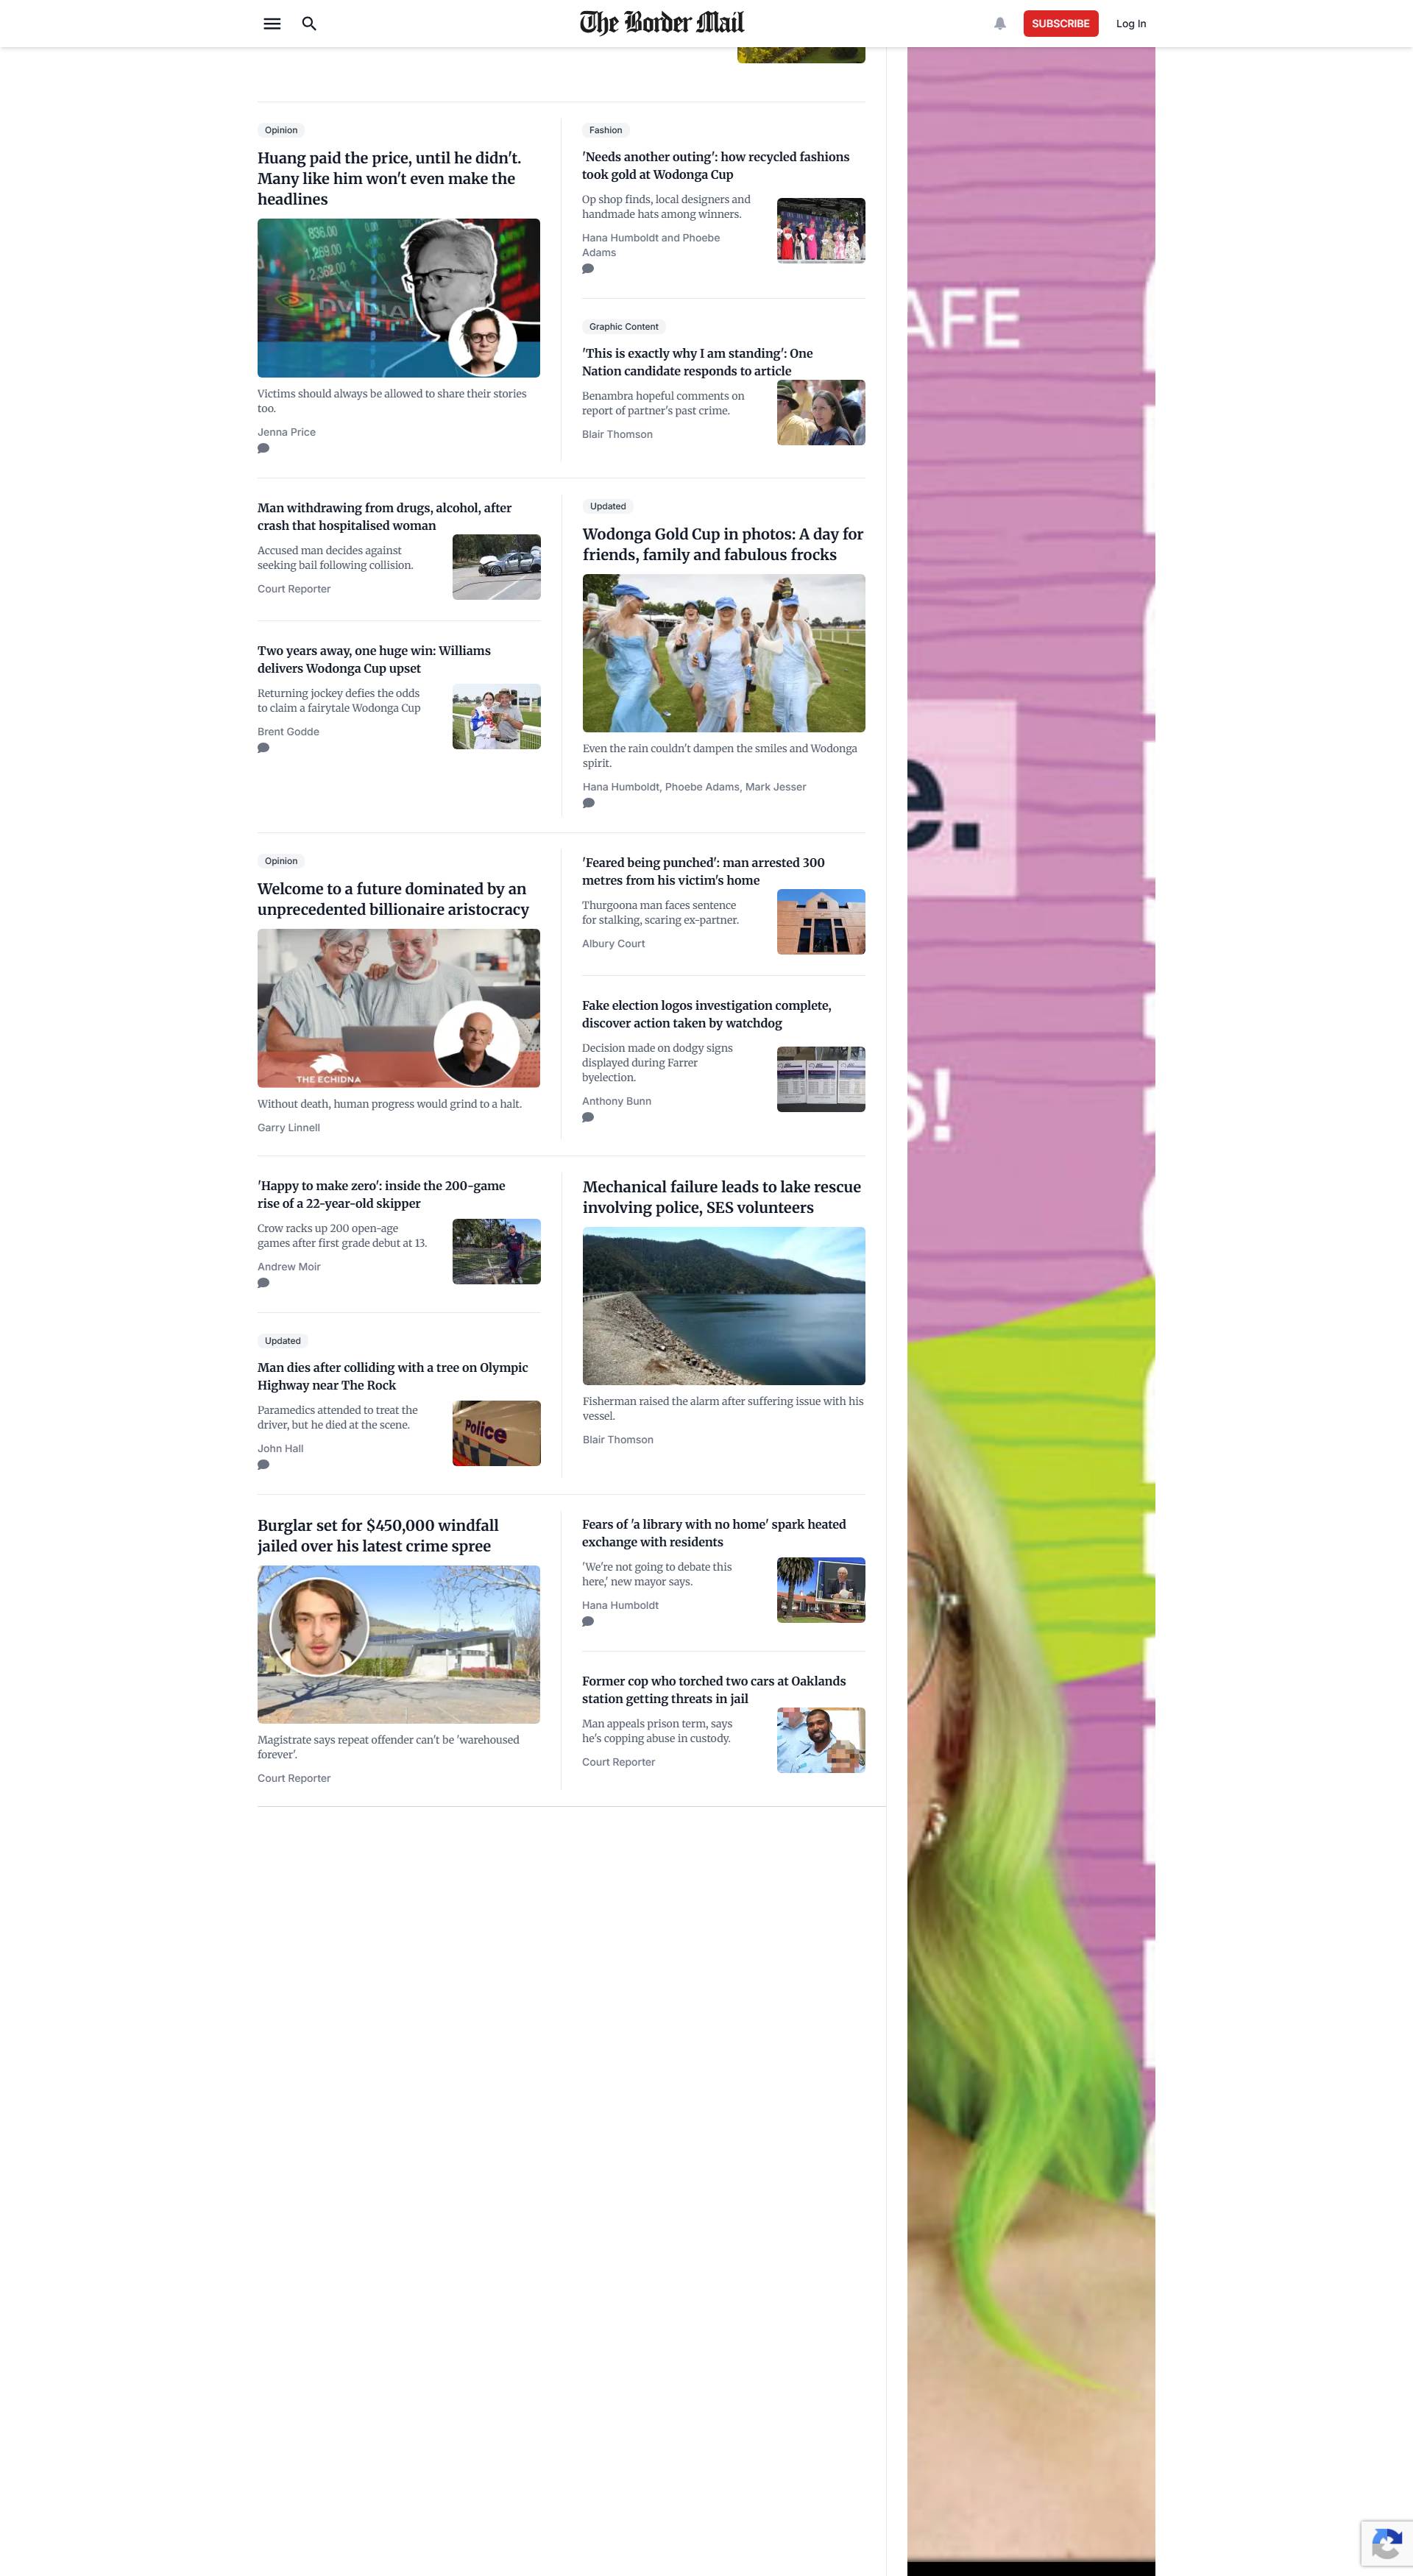 The Border Mail
SUBSCRIBE
Log In
Opinion
Huang paid the price, until he didn't.
Many like him won't even make the
headlines
836.00
1,232.00
2,362.00
NVIDIA
Victims should always be allowed to share their stories
too.
Jenna Price
Fashion
'Needs another outing': how recycled fashions
took gold at Wodonga Cup
Op shop finds, local designers and
handmade hats among winners.
Hana Humboldt and Phoebe
Adams
Graphic Content
'This is exactly why I am standing': One
Nation candidate responds to article
Benambra hopeful comments on
report of partner's past crime.
Blair Thomson
Man withdrawing from drugs, alcohol, after
crash that hospitalised woman
Accused man decides against
seeking bail following collision.
Court Reporter
Two years away, one huge win: Williams
delivers Wodonga Cup upset
Returning jockey defies the odds
to claim a fairytale Wodonga Cup
Brent Godde
Updated
Wodonga Gold Cup in photos: A day for
friends, family and fabulous frocks
Even the rain couldn't dampen the smiles and Wodonga
spirit.
Hana Humboldt, Phoebe Adams, Mark Jesser
Opinion
Welcome to a future dominated by an
unprecedented billionaire aristocracy
THE ECHIDNA
Without death, human progress would grind to a halt.
Garry Linnell
'Feared being punched': man arrested 300
metres from his victim's home
Thurgoona man faces sentence
for stalking, scaring ex-partner.
Albury Court
Fake election logos investigation complete,
discover action taken by watchdog
Decision made on dodgy signs
displayed during Farrer
byelection.
Anthony Bunn
'Happy to make zero': inside the 200-game
rise of a 22-year-old skipper
Crow racks up 200 open-age
games after first grade debut at 13.
Andrew Moir
Updated
Man dies after colliding with a tree on Olympic
Highway near The Rock
Paramedics attended to treat the
driver, but he died at the scene.
Police
John Hall
Mechanical failure leads to lake rescue
involving police, SES volunteers
Fisherman raised the alarm after suffering issue with his
vessel.
Blair Thomson
Burglar set for $450,000 windfall
jailed over his latest crime spree
Magistrate says repeat offender can't be 'warehoused
forever'.
Court Reporter
Fears of 'a library with no home' spark heated
exchange with residents
'We're not going to debate this
here,' new mayor says.
Hana Humboldt
Former cop who torched two cars at Oaklands
station getting threats in jail
Man appeals prison term, says
he's copping abuse in custody.
Court Reporter
AFE
e.
6!